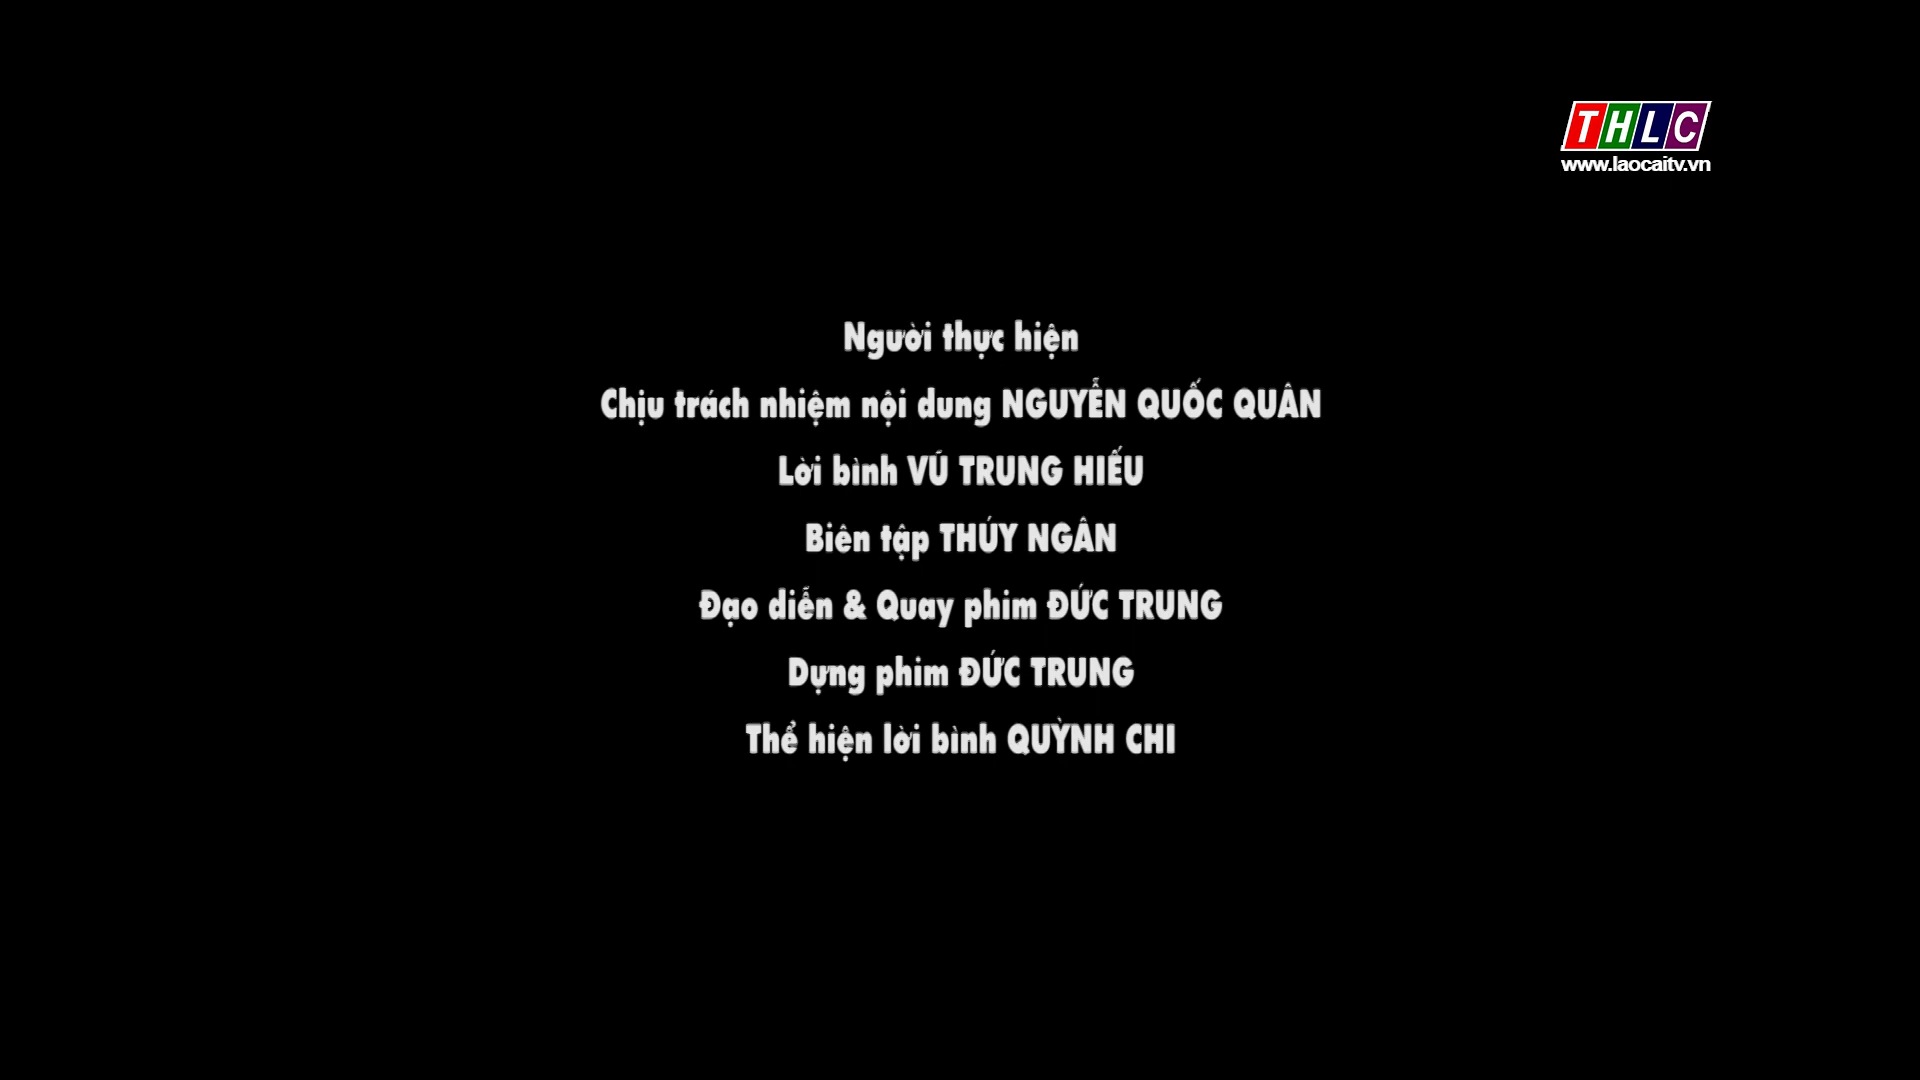 THLC
www.laocaitv.vn
Người thực hiện
Chịu trách nhiệm nội dung NGUYỄN QUỐC QUÂN
Lời bình VŨ TRUNG HIẾU
Biên tập THÚY NGÂN
Đạo diễn & Quay phim ĐỨC TRUNG
Dựng phim ĐỨC TRUNG
Thể hiện lời bình QUỲNH CHI